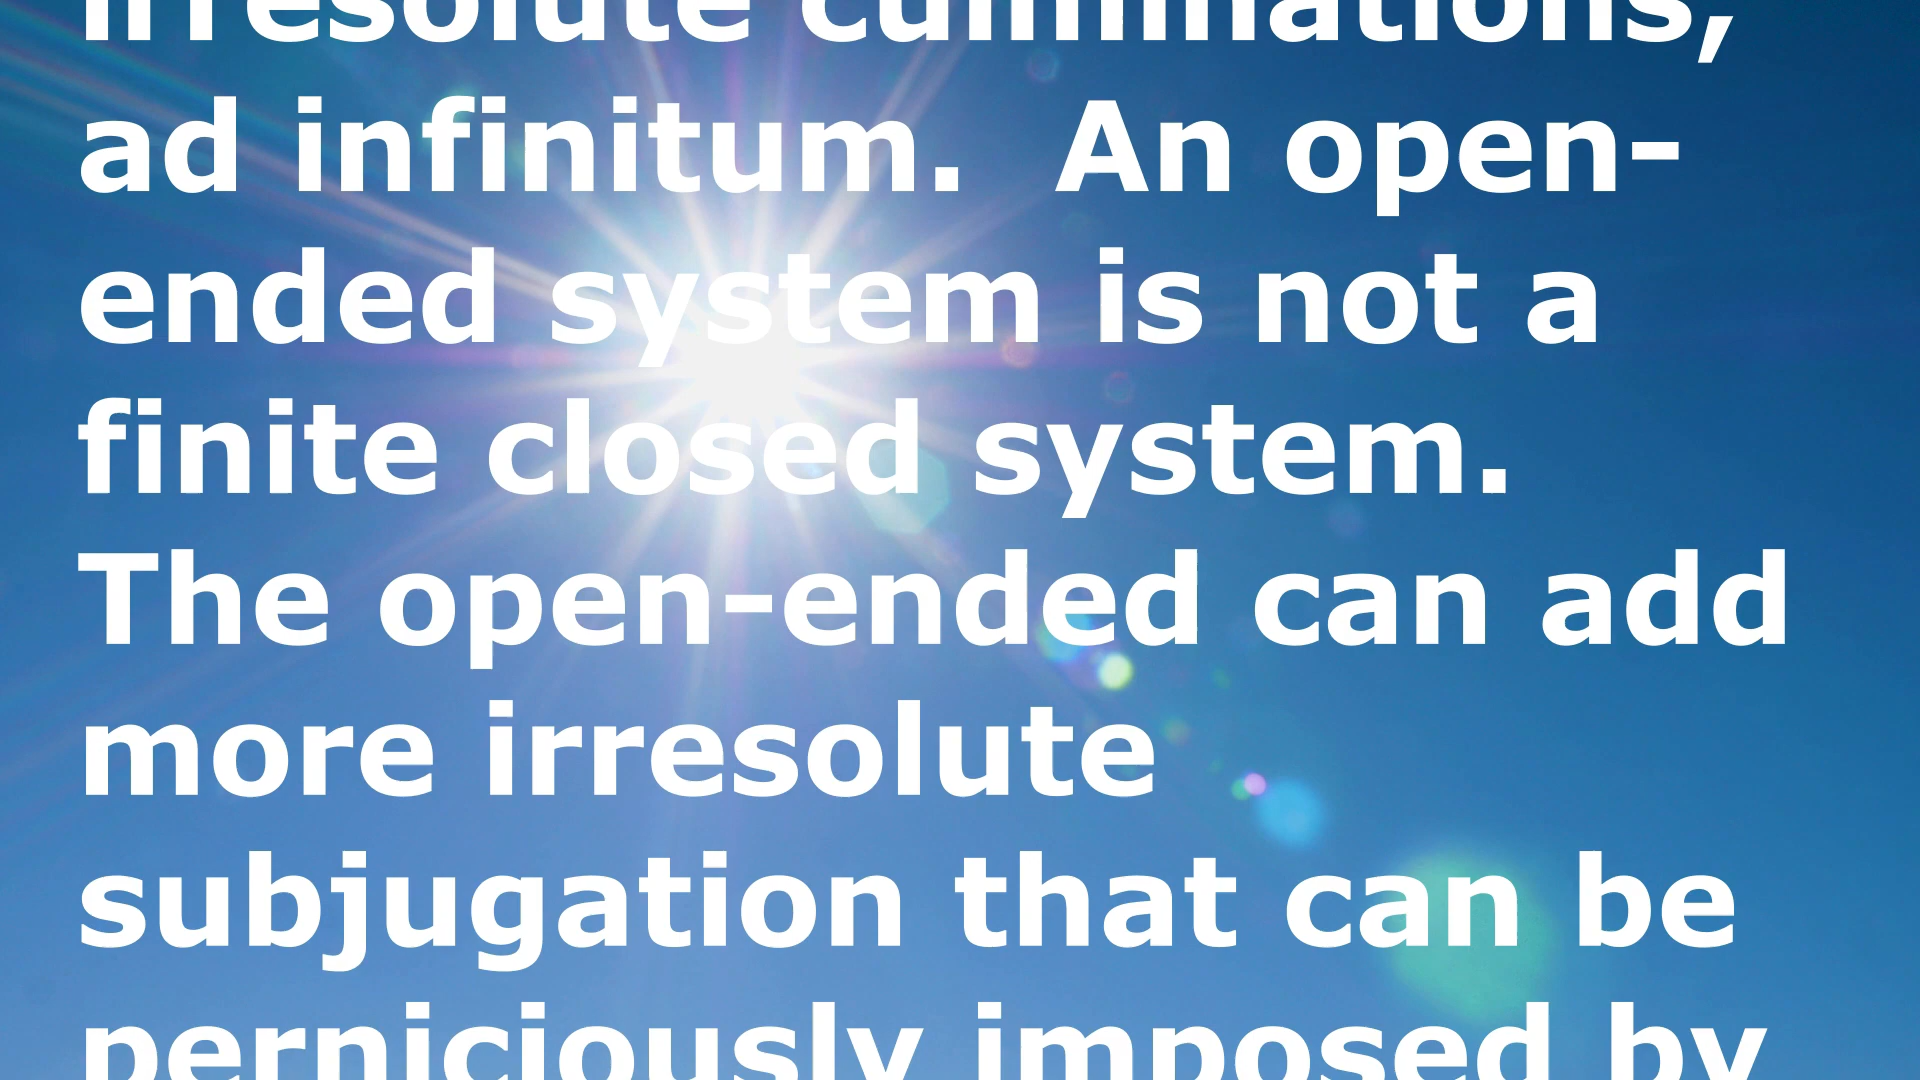 irresolute culminations,
ad infinitum. An open-
ended system is not a
finite closed system.
The open-ended can add
more irresolute
subjugation that can be
perniciously imposed by